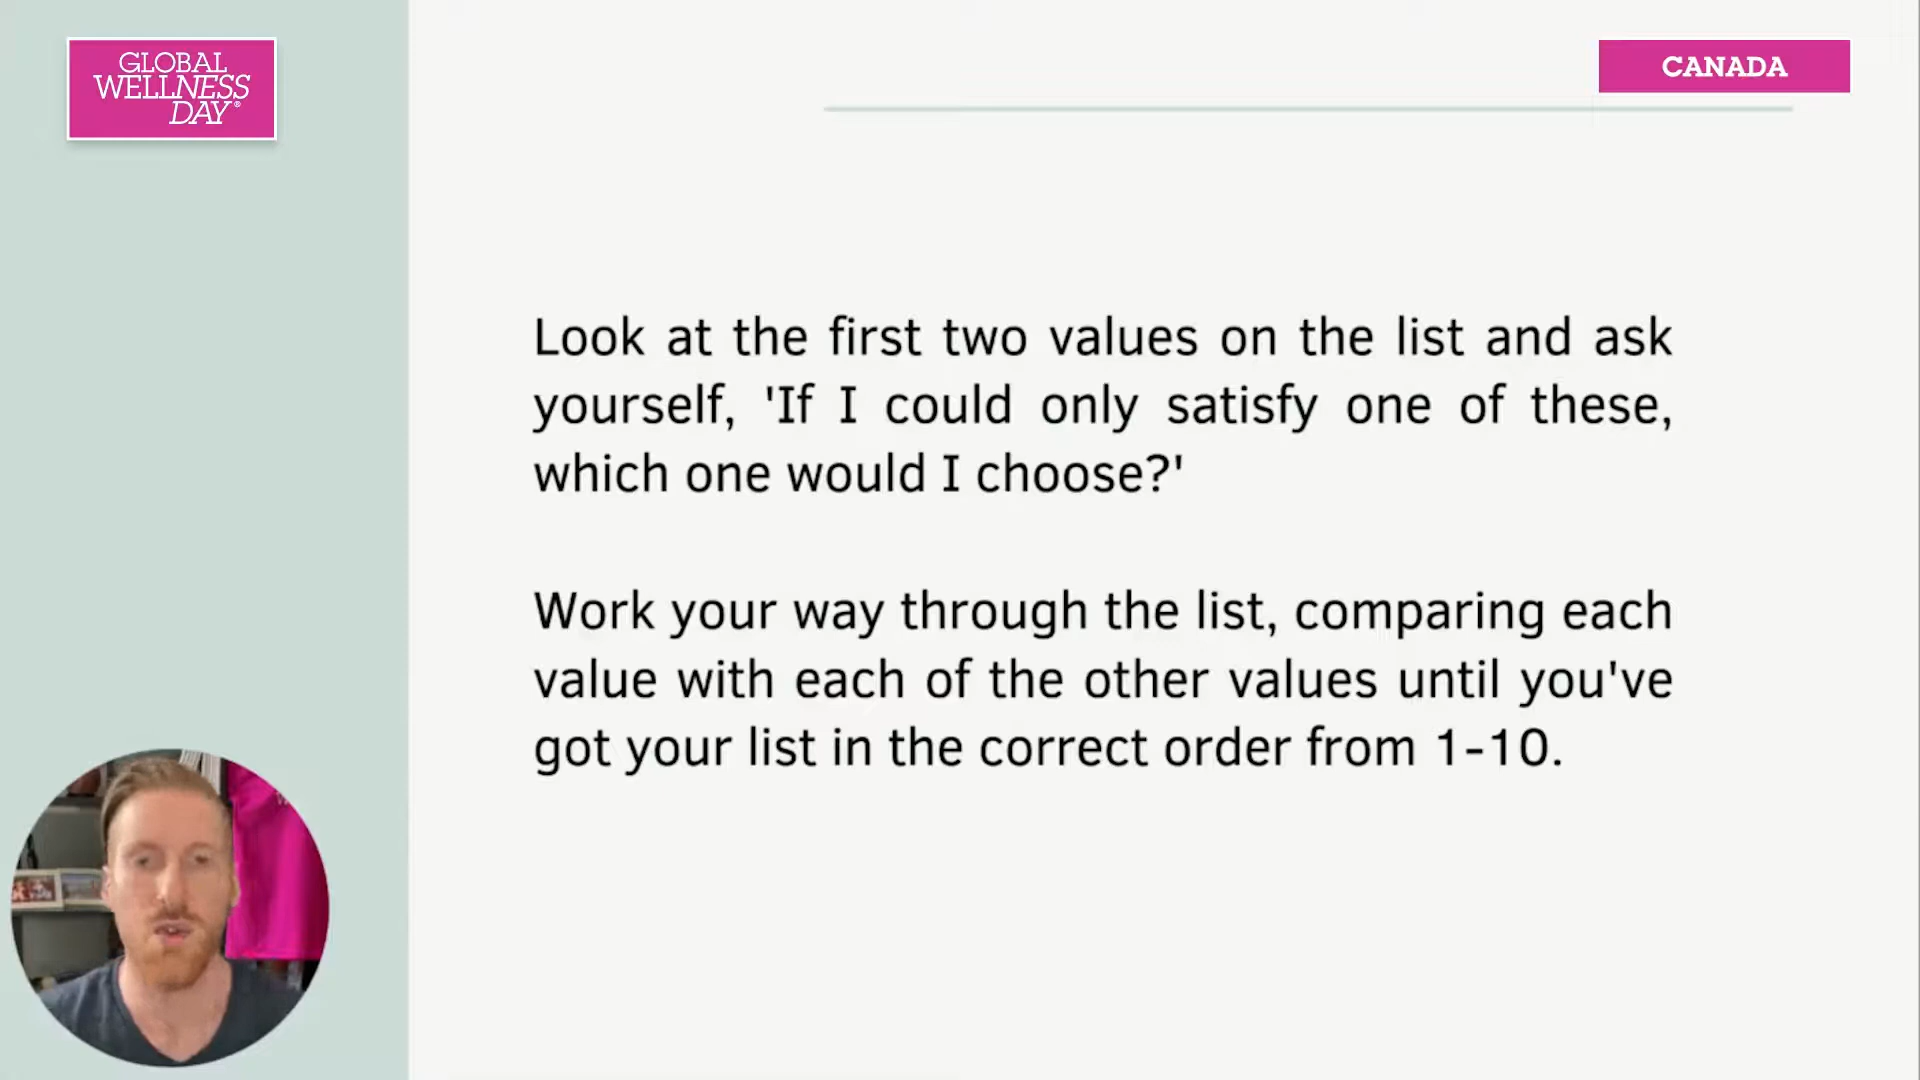 GLOBAL
WELLNESS
DAY®
CANADA
Look at the first two values on the list and ask
yourself, 'If I could only satisfy one of these,
which one would I choose?'
Work your way through the list, comparing each
value with each of the other values until you've
got your list in the correct order from 1-10.